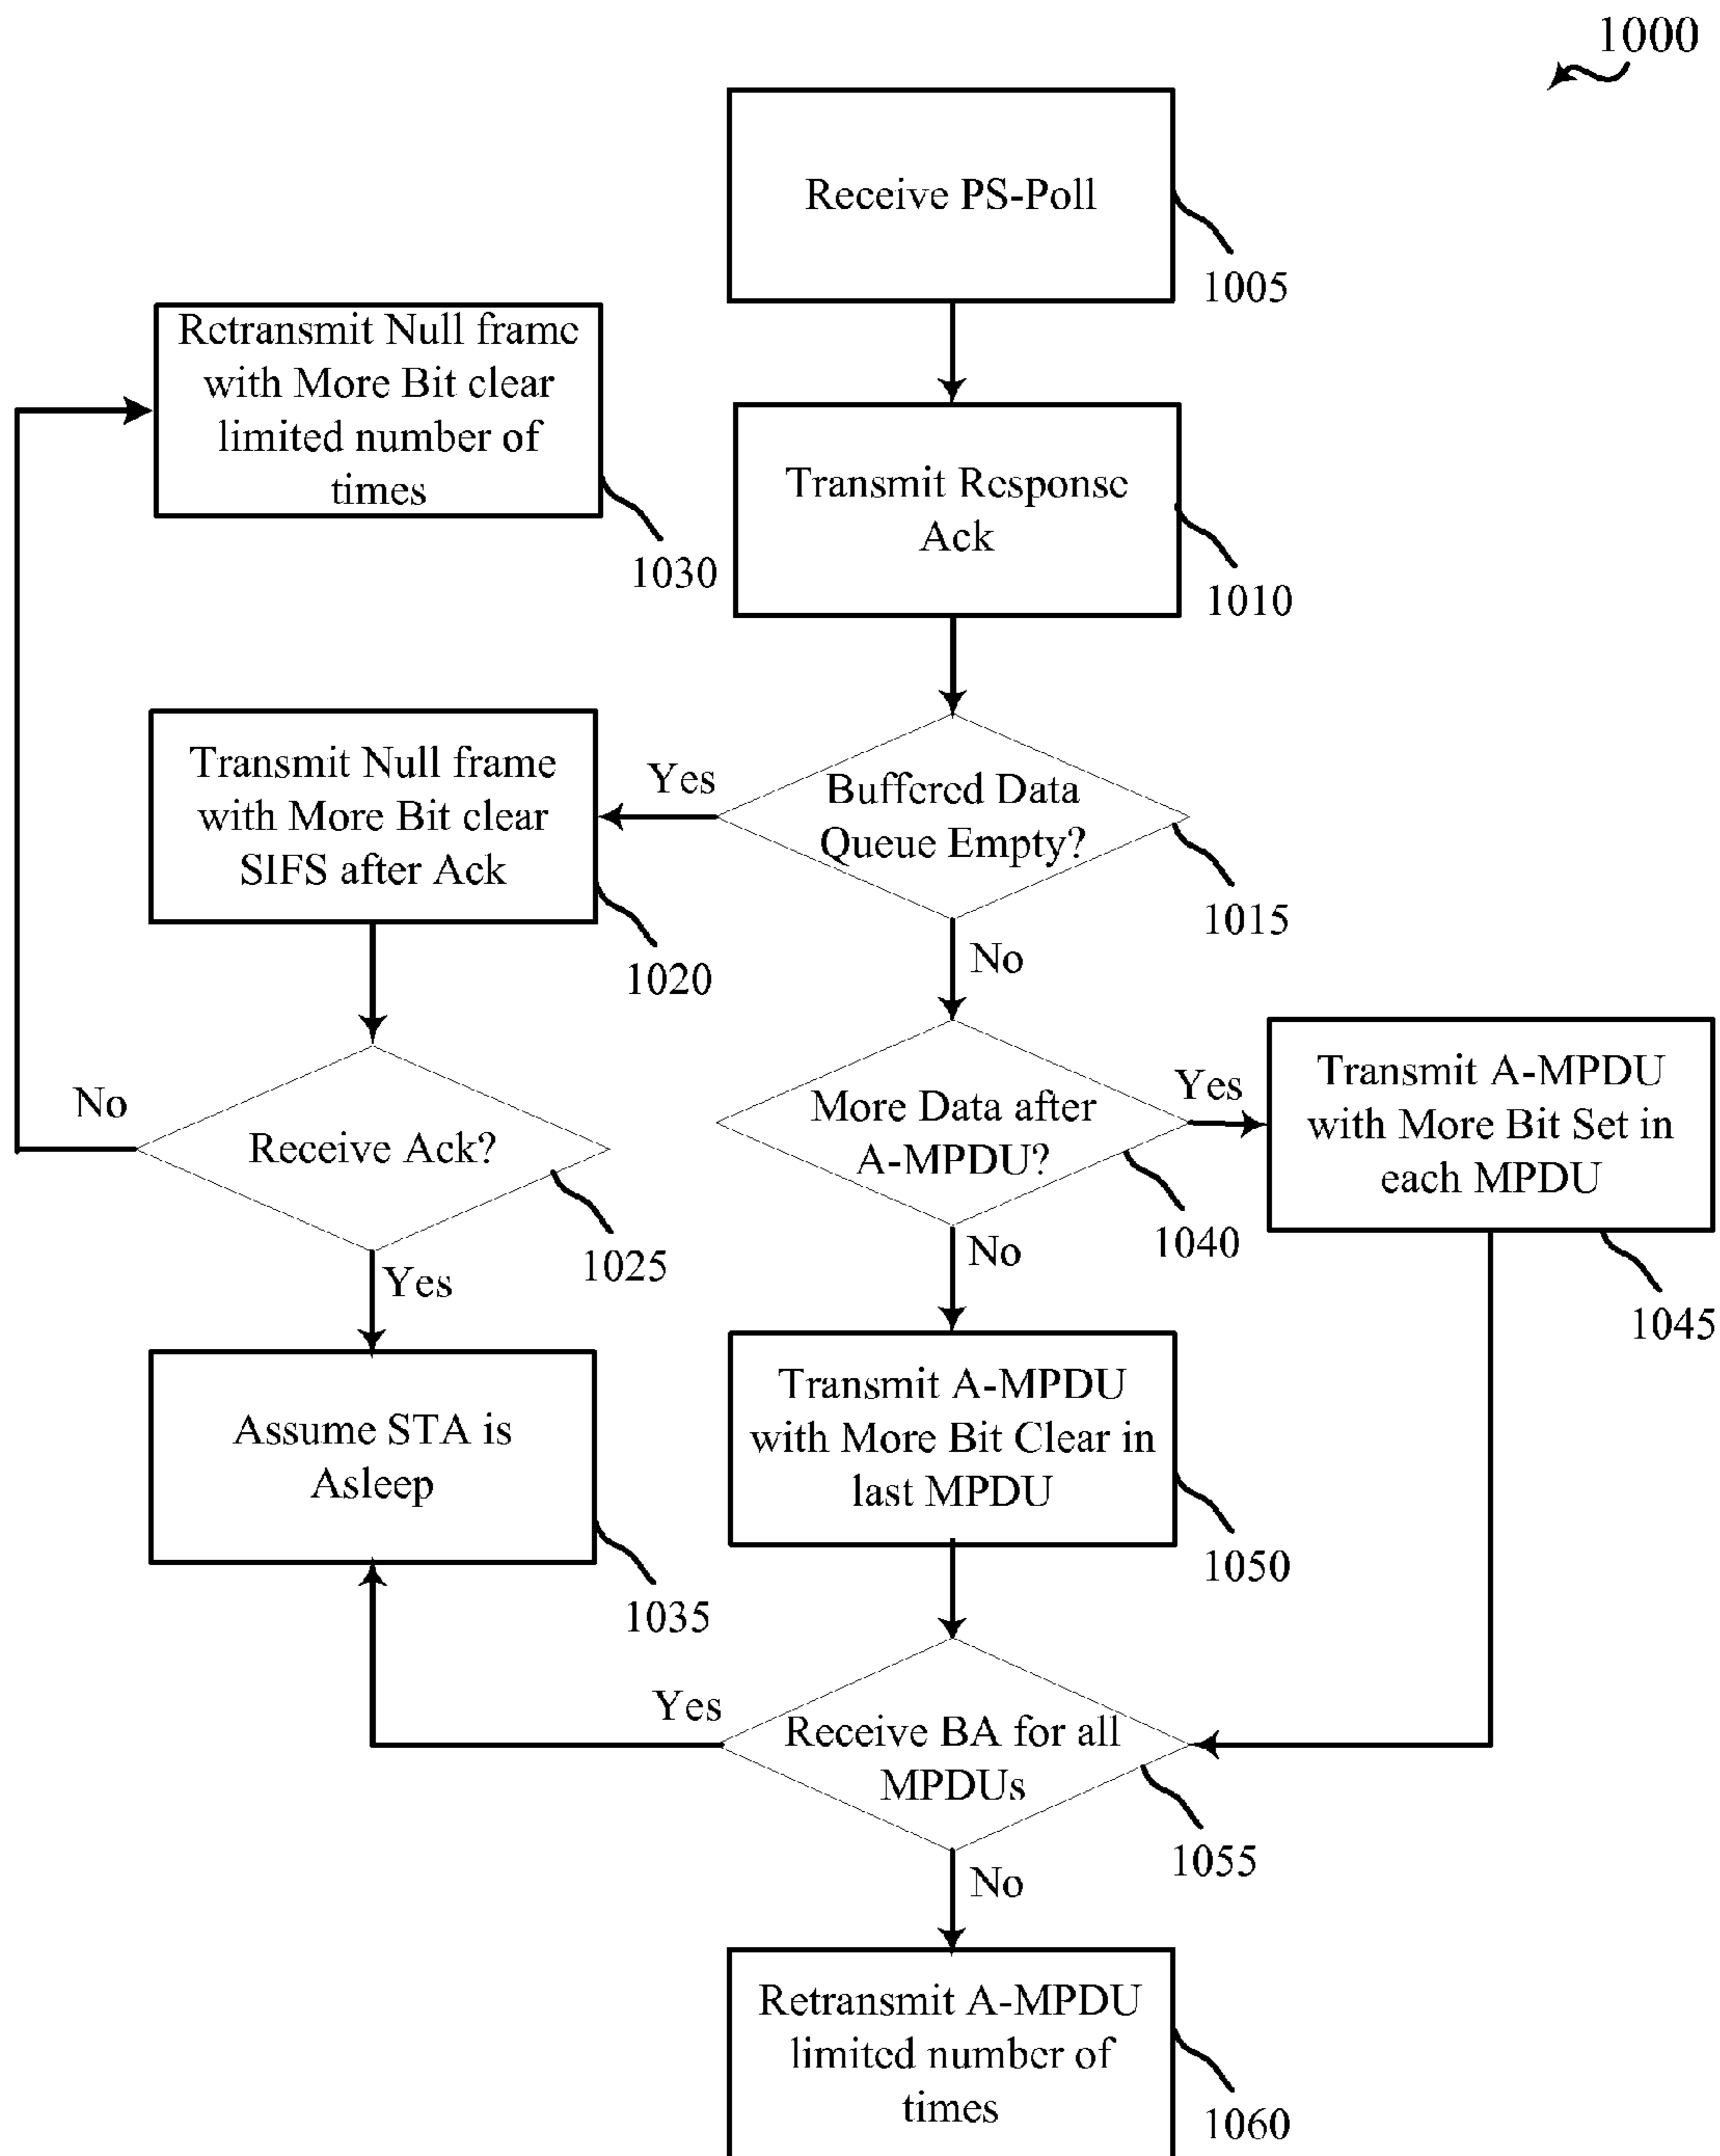 1000
Receive PS-Poll
1005
Retransmit Null frame
with More Bit clear
limited number of
times
1030
Transmit Response
Ack
1010
Transmit Null frame
with More Bit clear
SIFS after Ack
1020
Yes
Buffered Data
Queue Empty?
1015
No
No
Receive Ack?
1025
Yes
More Data after
A-MPDU?
1040
Yes
Transmit A-MPDU
with More Bit Set in
each MPDU
1045
No
Assume STA is
Asleep
1035
Transmit A-MPDU
with More Bit Clear in
last MPDU
1050
Yes
Receive BA for all
MPDUs
1055
No
Retransmit A-MPDU
limited number of
times
1060